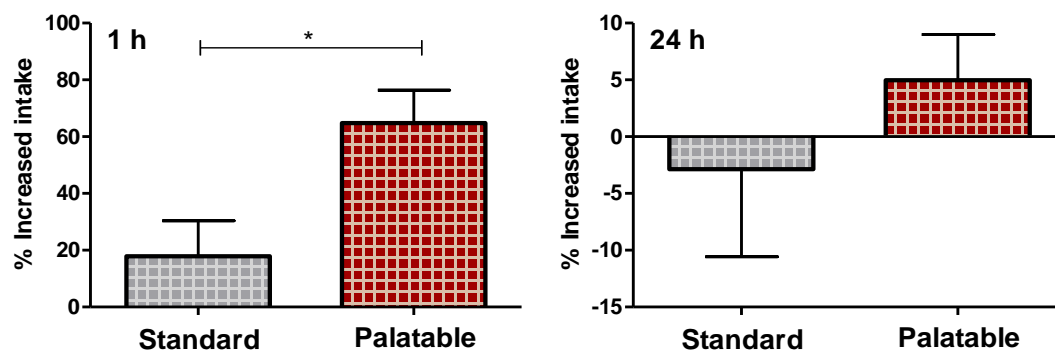 % Increased intake
100
80
60
40
20
0
1 h
*
Standard
Palatable
% Increased intake
10
5
0
-5
-10
-15
24 h
Standard
Palatable